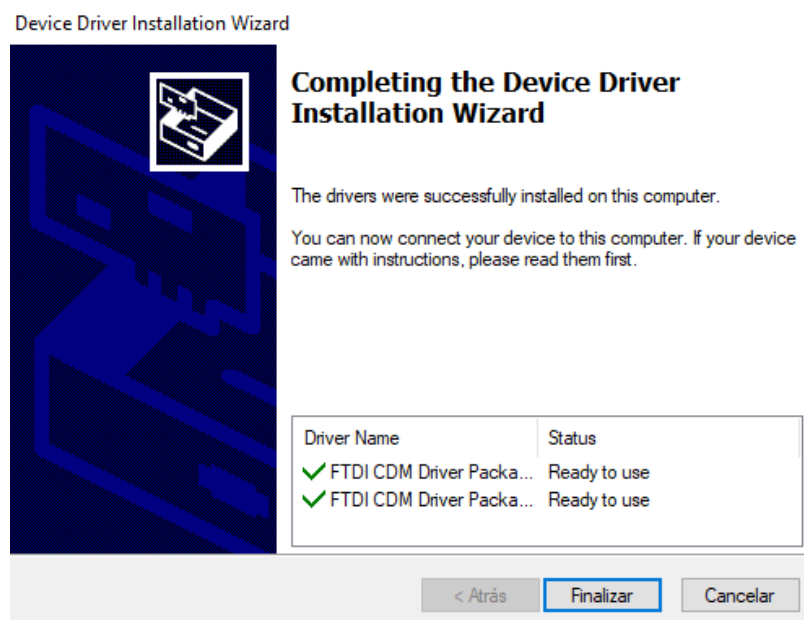 Device Driver Installation Wizard
Completing the Device Driver
Installation Wizard
The drivers were successfully installed on this computer.
You can now connect your device to this computer. If your device
came with instructions, please read them first.
Driver Name Status
FTDI CDM Driver Packa... Ready to use
FTDI CDM Driver Packa... Ready to use
< Atrás Finalizar Cancelar